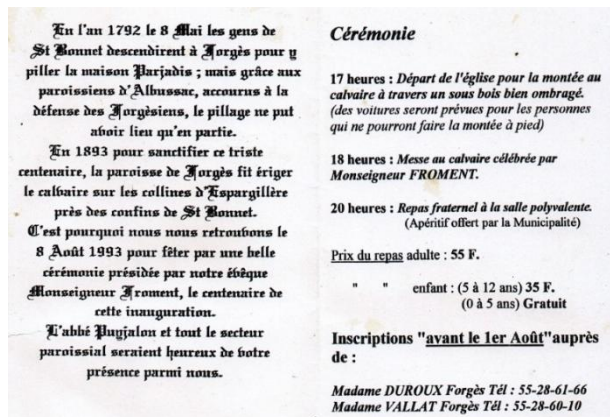 En l'an 1792 le 8 Mai les gens de
St Bonnet descendirent à Forgès pour y
piller la maison Parjadis ; mais grâce aux
paroissiens d'Albussac, accourus à la
défense des Forgèsiens, le pillage ne put
avoir lieu qu'en partie.
En 1893 pour sanctifier ce triste
centenaire, la paroisse de Forgès fit ériger
le calvaire sur les collines d'Espargillère
près des confins de St Bonnet.
C'est pourquoi nous nous retrouvons le
8 Août 1993 pour fêter par une belle
cérémonie présidée par notre évêque
Monseigneur Froment, le centenaire de
cette inauguration.
L'abbé Puyjalon et tout le secteur
paroissial seraient heureux de votre
présence parmi nous.
Cérémonie
17 heures : Départ de l'église pour la montée au
calvaire à travers un sous bois bien ombragé.
(des voitures seront prévues pour les personnes
qui ne pourront faire la montée à pied)
18 heures : Messe au calvaire célébrée par
Monseigneur FROMENT.
20 heures : Repas fraternel à la salle polyvalente.
(Apéritif offert par la Municipalité)
Prix du repas adulte : 55 F.
" " enfant : (5 à 12 ans) 35 F.
(0 à 5 ans) Gratuit
Inscriptions "avant le 1er Août"auprès
de :
Madame DUROUX Forgès Tél : 55-28-61-66
Madame VALLAT Forgès Tél : 55-28-60-10